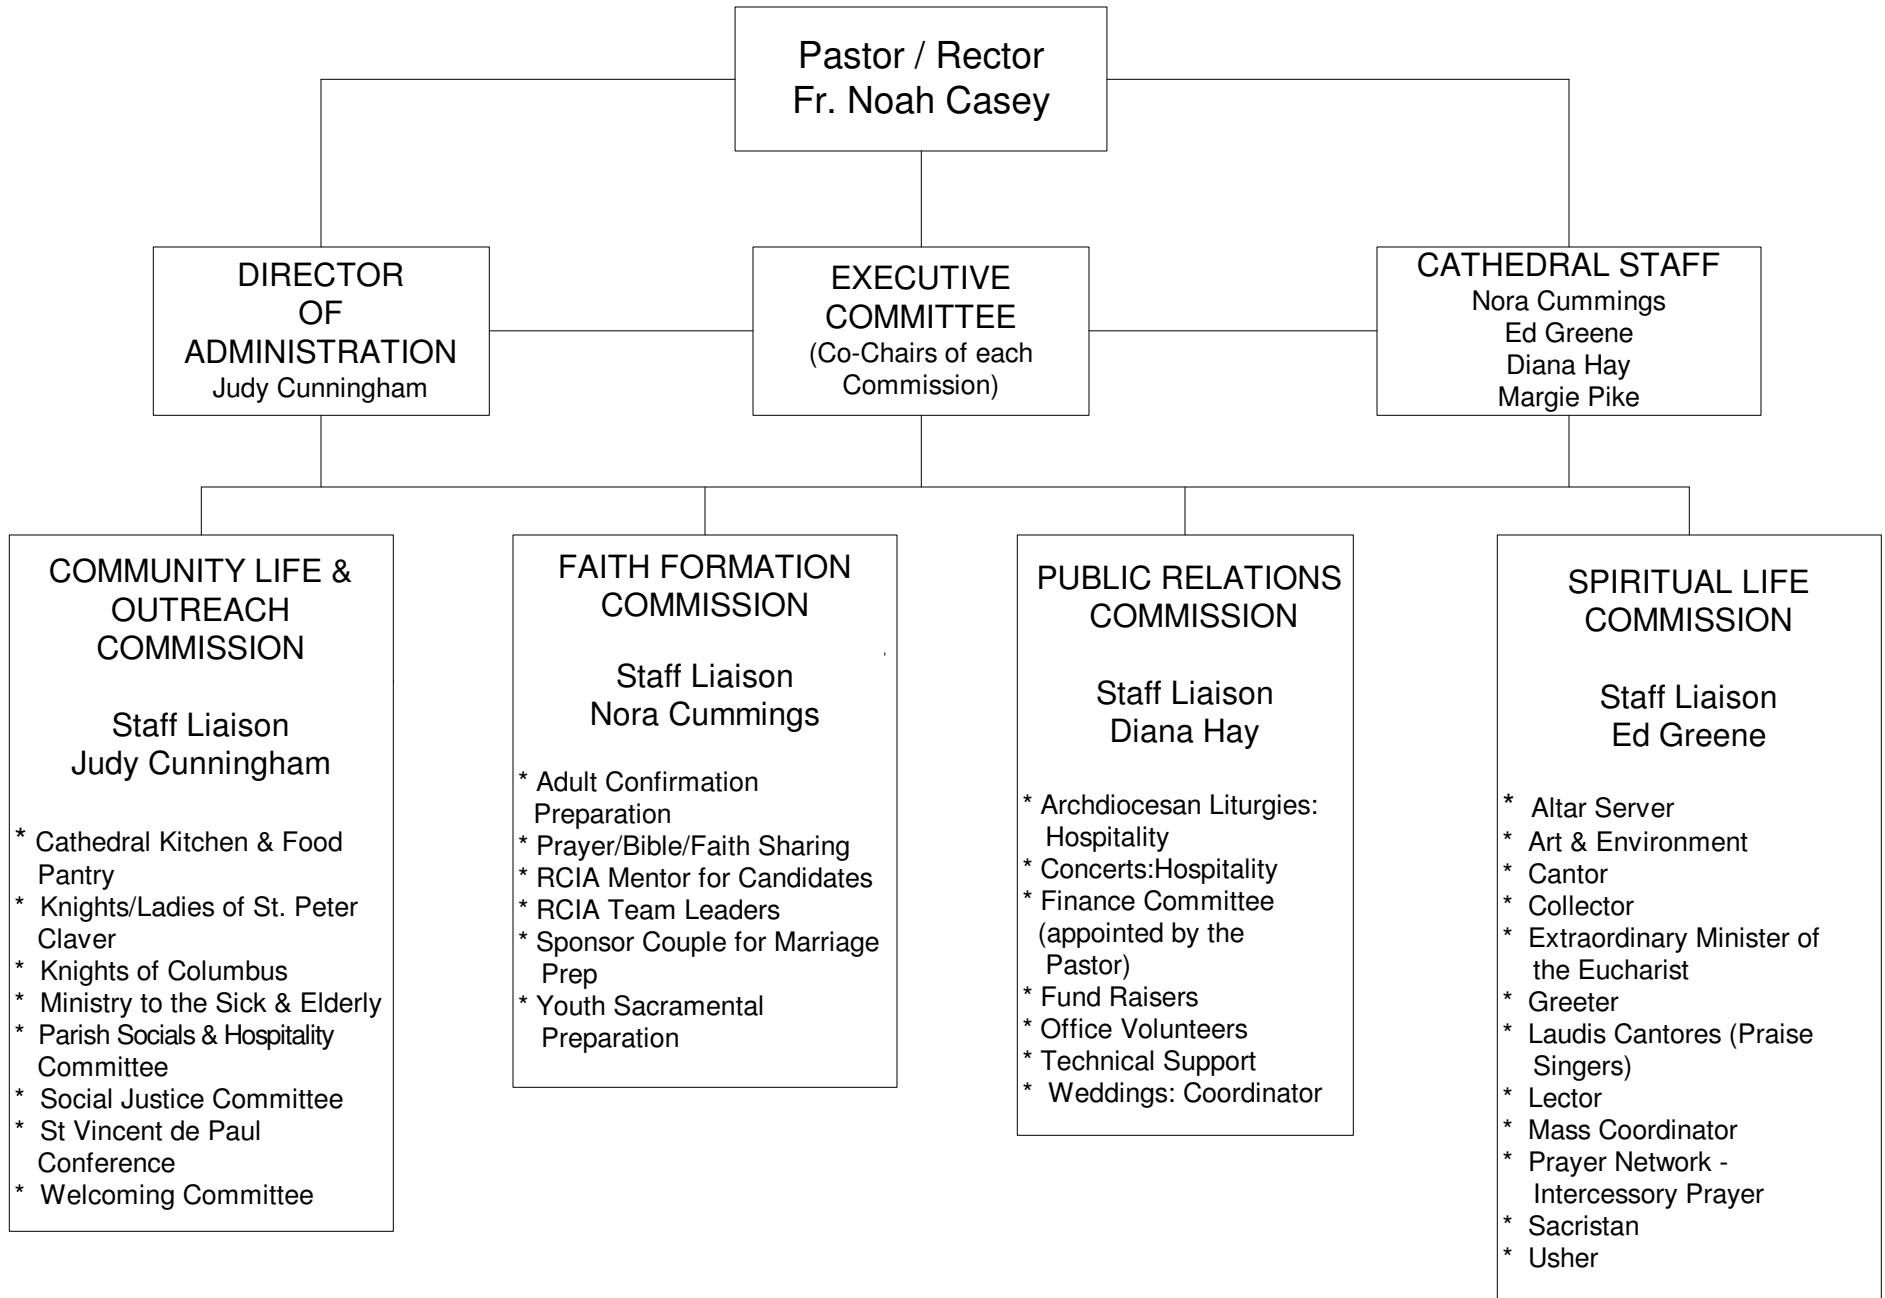 Pastor / Rector
Fr. Noah Casey
DIRECTOR
OF
ADMINISTRATION
Judy Cunningham
EXECUTIVE
COMMITTEE
(Co-Chairs of each
Commission)
CATHEDRAL STAFF
Nora Cummings
Ed Greene
Diana Hay
Margie Pike
COMMUNITY LIFE &
OUTREACH
COMMISSION
Staff Liaison
Judy Cunningham
* Cathedral Kitchen & Food
Pantry
* Knights/Ladies of St. Peter
Claver
* Knights of Columbus
* Ministry to the Sick & Elderly
* Parish Socials & Hospitality
Committee
* Social Justice Committee
* St Vincent de Paul
Conference
* Welcoming Committee
FAITH FORMATION
COMMISSION
Staff Liaison
Nora Cummings
* Adult Confirmation
Preparation
* Prayer/Bible/Faith Sharing
* RCIA Mentor for Candidates
* RCIA Team Leaders
* Sponsor Couple for Marriage
Prep
* Youth Sacramental
Preparation
PUBLIC RELATIONS
COMMISSION
Staff Liaison
Diana Hay
* Archdiocesan Liturgies:
Hospitality
* Concerts:Hospitality
* Finance Committee
(appointed by the
Pastor)
* Fund Raisers
* Office Volunteers
* Technical Support
* Weddings: Coordinator
SPIRITUAL LIFE
COMMISSION
Staff Liaison
Ed Greene
* Altar Server
* Art & Environment
* Cantor
* Collector
* Extraordinary Minister of
the Eucharist
* Greeter
* Laudis Cantores (Praise
Singers)
* Lector
* Mass Coordinator
* Prayer Network -
Intercessory Prayer
* Sacristan
* Usher